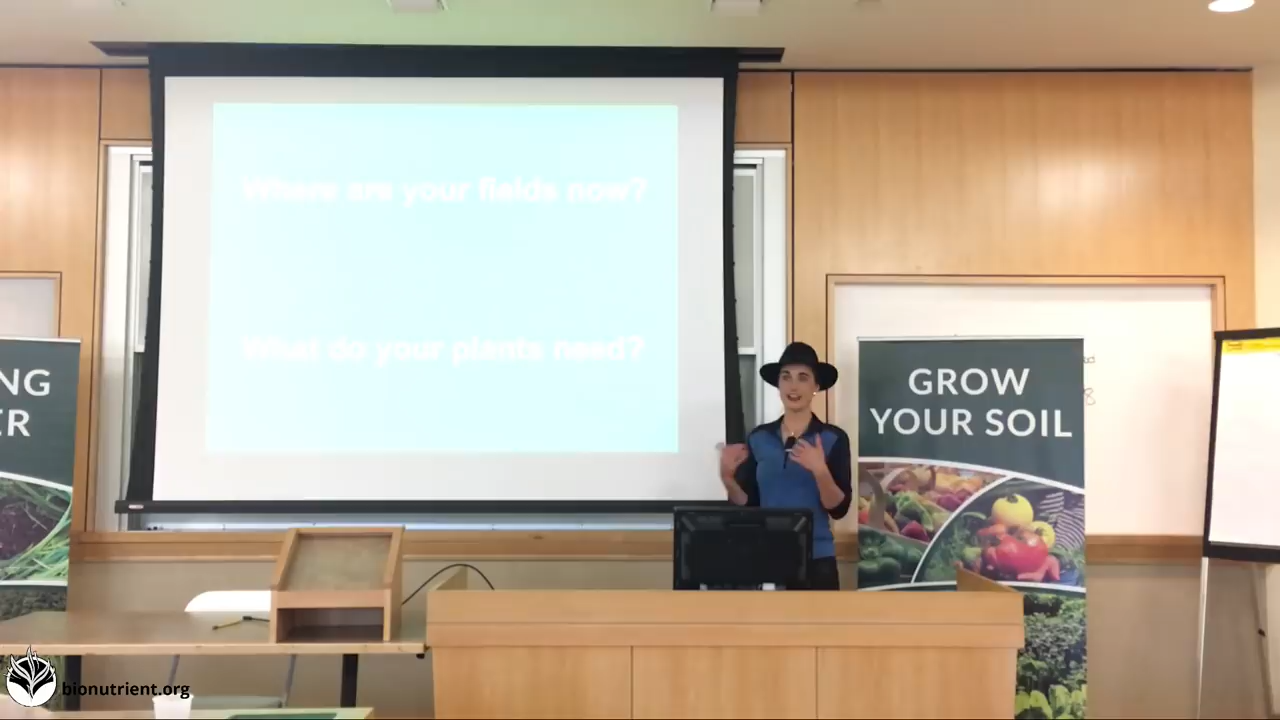 Where are your fields now?
What do your plants need?
NG
ER
GROW
YOUR SOIL
bionutrient.org